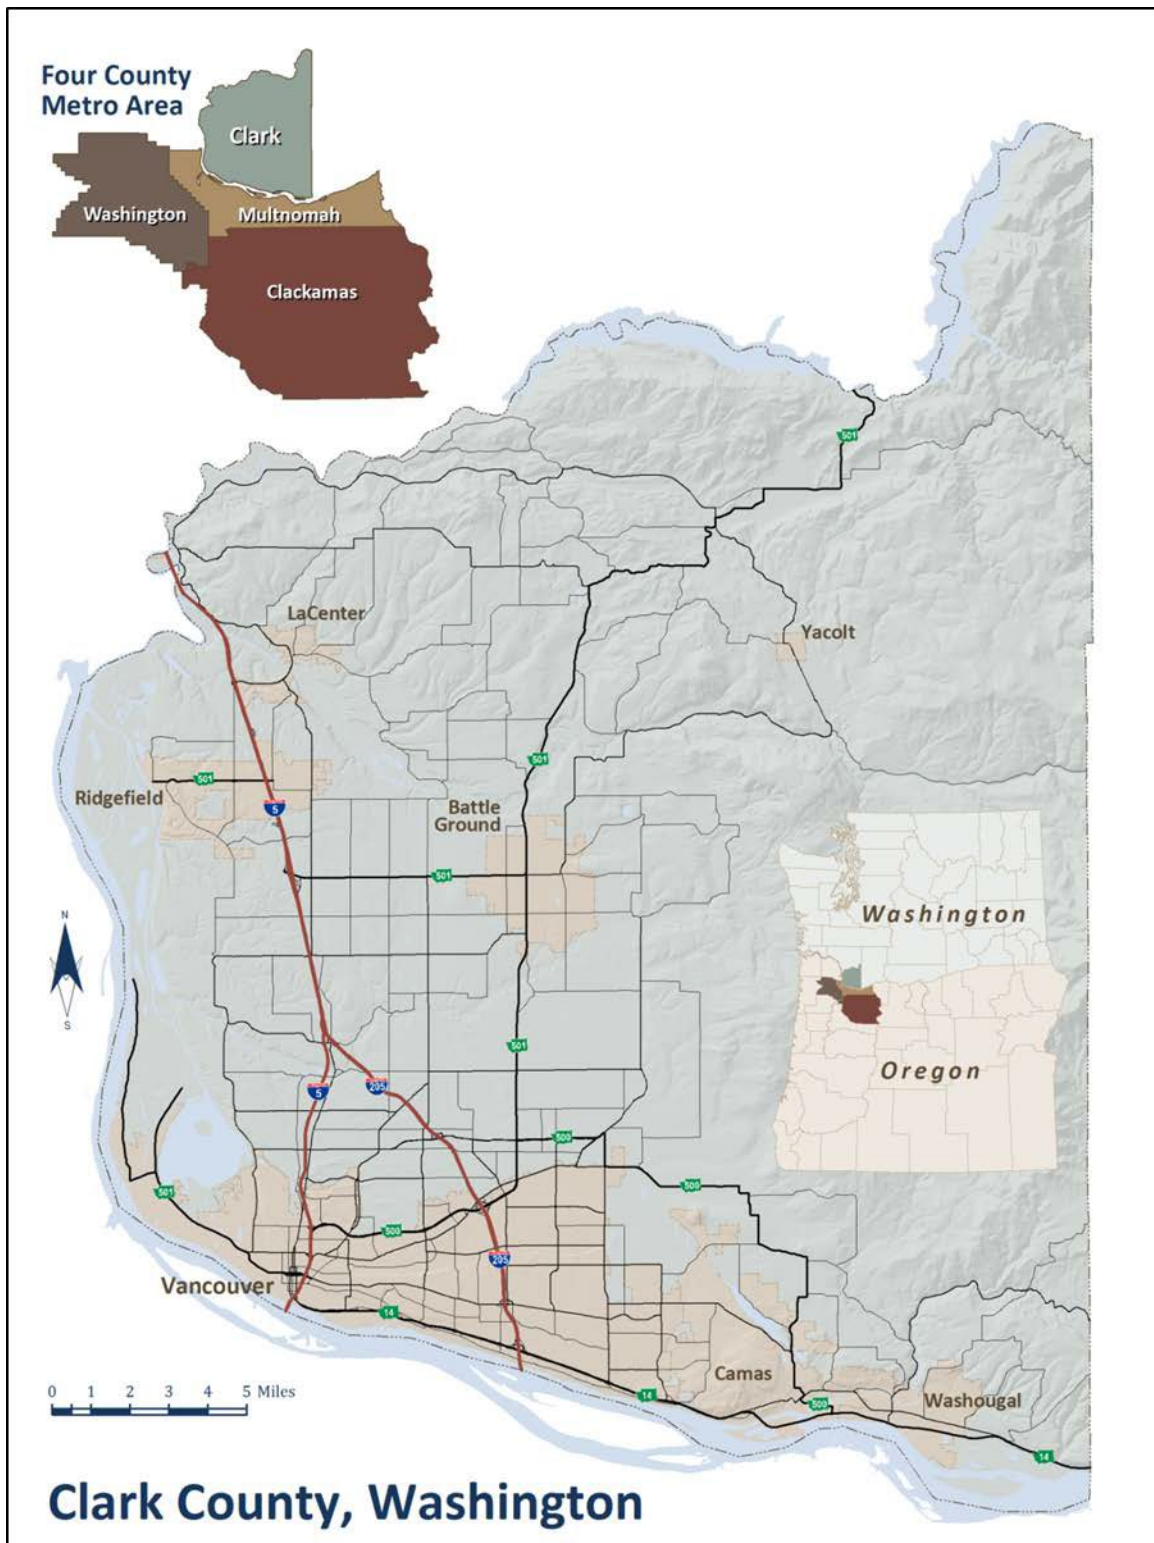 Four County
Metro Area
Clark
Washington
Multnomah
Clackamas
501
LaCenter
Yacolt
501
501
Ridgefield
5
Battle
Ground
501
Washington
N
S
Oregon
501
5
205
500
501
500
500
205
Vancouver
14
Camas
0 1 2 3 4 5 Miles
14
500
Washougal
14
Clark County, Washington